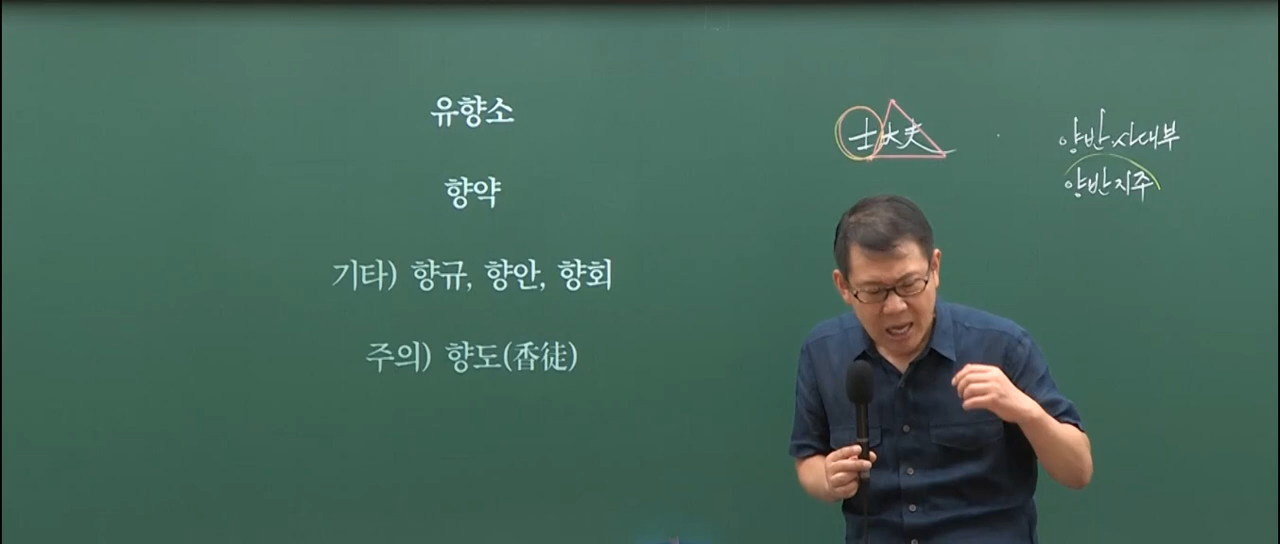 유향소
향약
기타) 향규, 향안, 향회
주의) 향도(香徒)
士大夫
양반사대부
양반지주